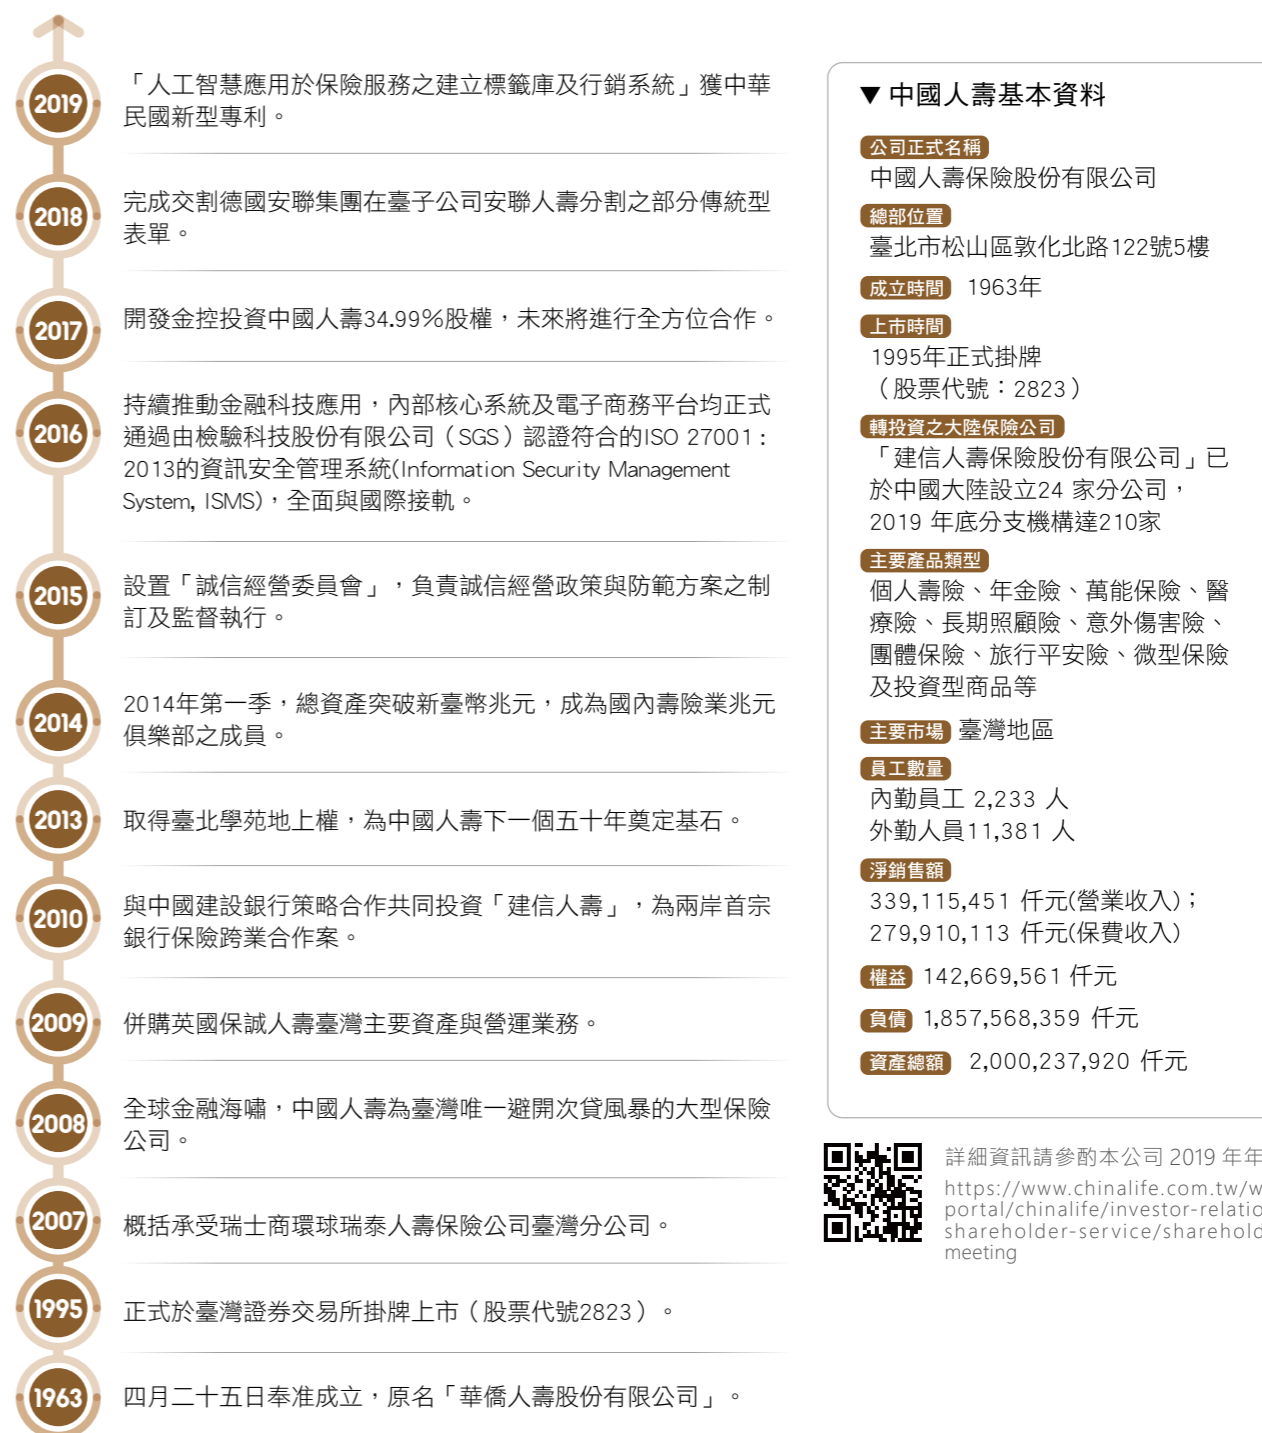 2019
「人工智慧應用於保險服務之建立標籤庫及行銷系統」獲中華
民國新型專利。
2018
完成交割德國安聯集團在臺子公司安聯人壽分割之部分傳統型
表單。
2017
開發金控投資中國人壽34.99%股權，未來將進行全方位合作。
2016
持續推動金融科技應用，內部核心系統及電子商務平台均正式
通過由檢驗科技股份有限公司（SGS）認證符合的ISO 27001：
2013的資訊安全管理系統(Information Security Management
System, ISMS)，全面與國際接軌。
2015
設置「誠信經營委員會」，負責誠信經營政策與防範方案之制
訂及監督執行。
2014
2014年第一季，總資產突破新臺幣兆元，成為國內壽險業兆元
俱樂部之成員。
2013
取得臺北學苑地上權，為中國人壽下一個五十年奠定基石。
2010
與中國建設銀行策略合作共同投資「建信人壽」，為兩岸首宗
銀行保險跨業合作案。
2009
併購英國保誠人壽臺灣主要資產與營運業務。
2008
全球金融海嘯，中國人壽為臺灣唯一避開次貸風暴的大型保險
公司。
2007
概括承受瑞士商環球瑞泰人壽保險公司臺灣分公司。
1995
正式於臺灣證券交易所掛牌上市（股票代號2823）。
1963
四月二十五日奉准成立，原名「華僑人壽股份有限公司」。
▼中國人壽基本資料
公司正式名稱
中國人壽保險股份有限公司
總部位置
臺北市松山區敦化北路122號5樓
成立時間 1963年
上市時間
1995年正式掛牌
（股票代號：2823）
轉投資之大陸保險公司
「建信人壽保險股份有限公司」已
於中國大陸設立24 家分公司，
2019 年底分支機構達210家
主要產品類型
個人壽險、年金險、萬能保險、醫
療險、長期照顧險、意外傷害險、
團體保險、旅行平安險、微型保險
及投資型商品等
主要市場 臺灣地區
員工數量
內勤員工 2,233 人
外勤人員11,381 人
淨銷售額
339,115,451 仟元(營業收入)；
279,910,113 仟元(保費收入)
權益 142,669,561 仟元
負債 1,857,568,359 仟元
資產總額 2,000,237,920 仟元
詳細資訊請參酌本公司 2019 年年
https://www.chinalife.com.tw/w
portal/chinalife/investor-relatio
shareholder-service/sharehold
meeting